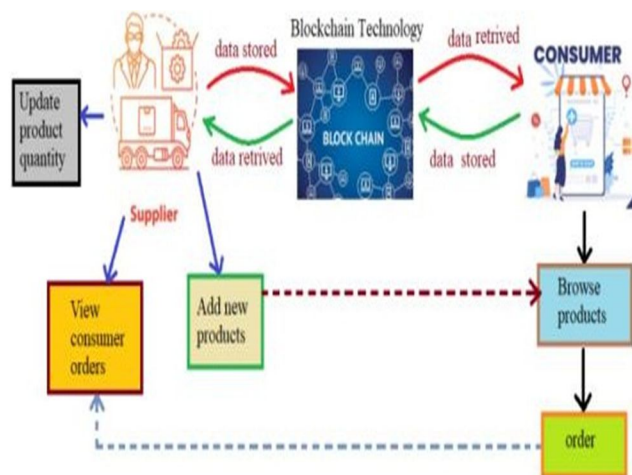 Blockchain Technology
data stored
data retrived
CONSUMER
Update
product
quantity
BLOCK CHAIN
data retrived
data stored
Supplier
View
consumer
orders
Add new
products
Browse
products
order